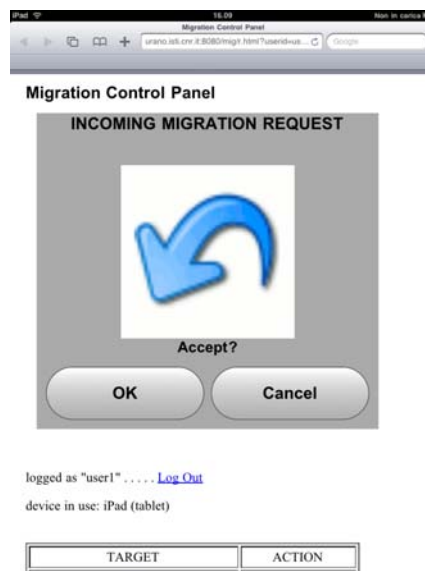 iPad 16.09 Non in carica
Migration Control Panel
urano.isti.cnr.it:8080/migr.html?userid=us... Google
Migration Control Panel
INCOMING MIGRATION REQUEST
Accept?
OK Cancel
logged as "user1" . . . . . Log Out
device in use: iPad (tablet)
TARGET ACTION